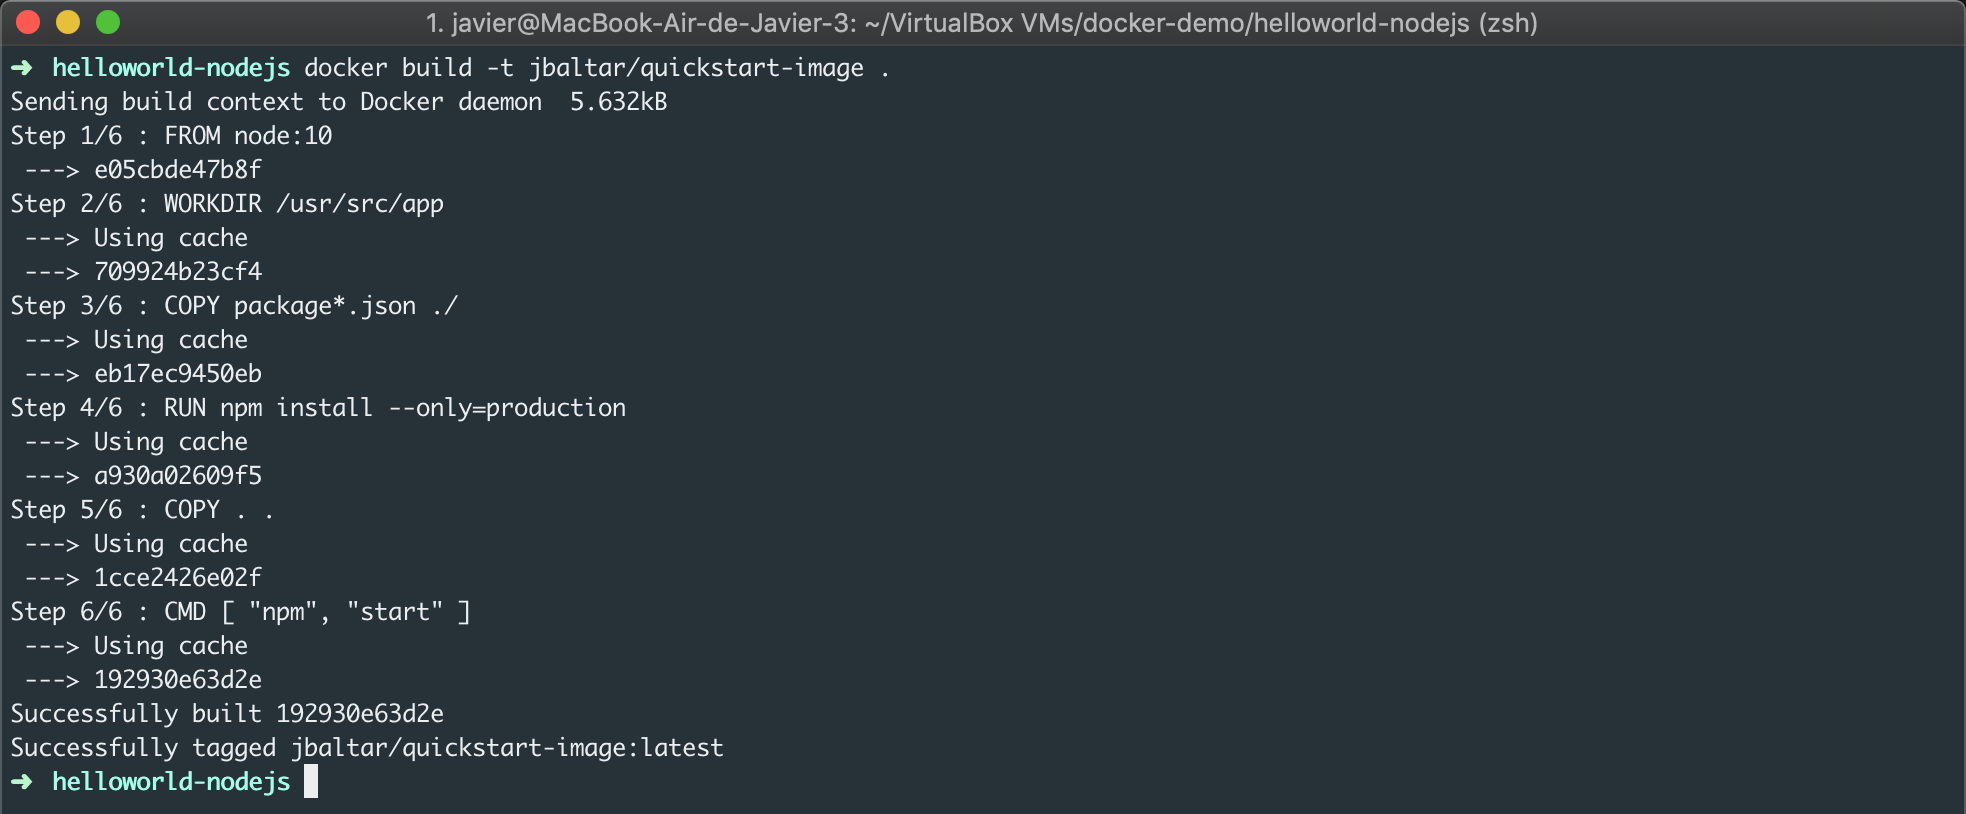 1. javier@MacBook-Air-de-Javier-3: ~/VirtualBox VMs/docker-demo/helloworld-nodejs (zsh)
➜  helloworld-nodejs docker build -t jbaltar/quickstart-image .
Sending build context to Docker daemon  5.632kB
Step 1/6 : FROM node:10
 ---> e05cbde47b8f
Step 2/6 : WORKDIR /usr/src/app
 ---> Using cache
 ---> 709924b23cf4
Step 3/6 : COPY package*.json ./
 ---> Using cache
 ---> eb17ec9450eb
Step 4/6 : RUN npm install --only=production
 ---> Using cache
 ---> a930a02609f5
Step 5/6 : COPY . .
 ---> Using cache
 ---> 1cce2426e02f
Step 6/6 : CMD [ "npm", "start" ]
 ---> Using cache
 ---> 192930e63d2e
Successfully built 192930e63d2e
Successfully tagged jbaltar/quickstart-image:latest
➜  helloworld-nodejs